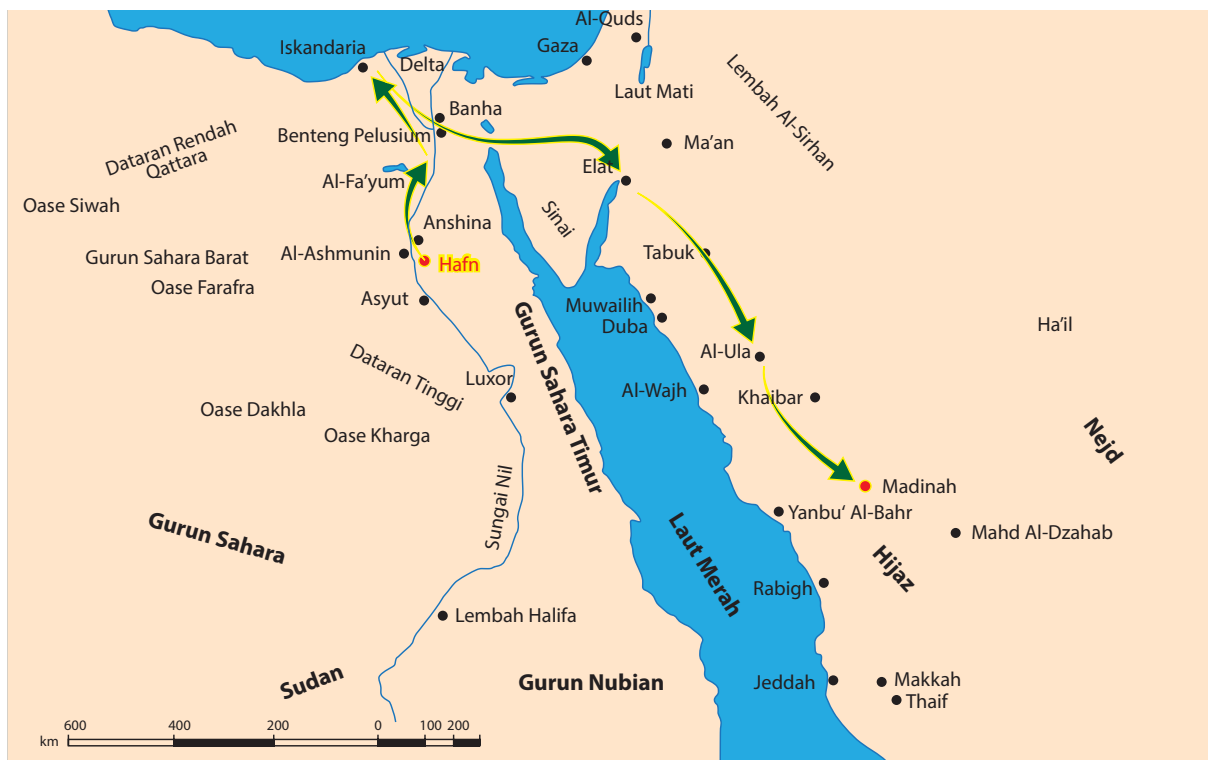 Al-Quds
Iskandaria
Gaza
Delta
Laut Mati
Lembah Al-Sirhan
Banha
Benteng Pelusium
Ma'an
Dataran Rendah
Qattara
Elat
Al-Fa'yum
Oase Siwah
Sinai
Anshina
Gurun Sahara Barat
Al-Ashmunin
Hafn
Tabuk
Oase Farafra
Asyut
Muwailih
Duba
Ha'il
Gurun Sahara Timur
Al-Ula
Dataran Tinggi
Luxor
Al-Wajh
Khaibar
Oase Dakhla
Oase Kharga
Nejd
Sungai Nil
Madinah
Yanbu‘ Al-Bahr
Mahd Al-Dzahab
Gurun Sahara
Laut Merah
Hijaz
Rabigh
Lembah Halifa
Sudan
Gurun Nubian
Jeddah
Makkah
Thaif
600 400 200 0 100 200
km